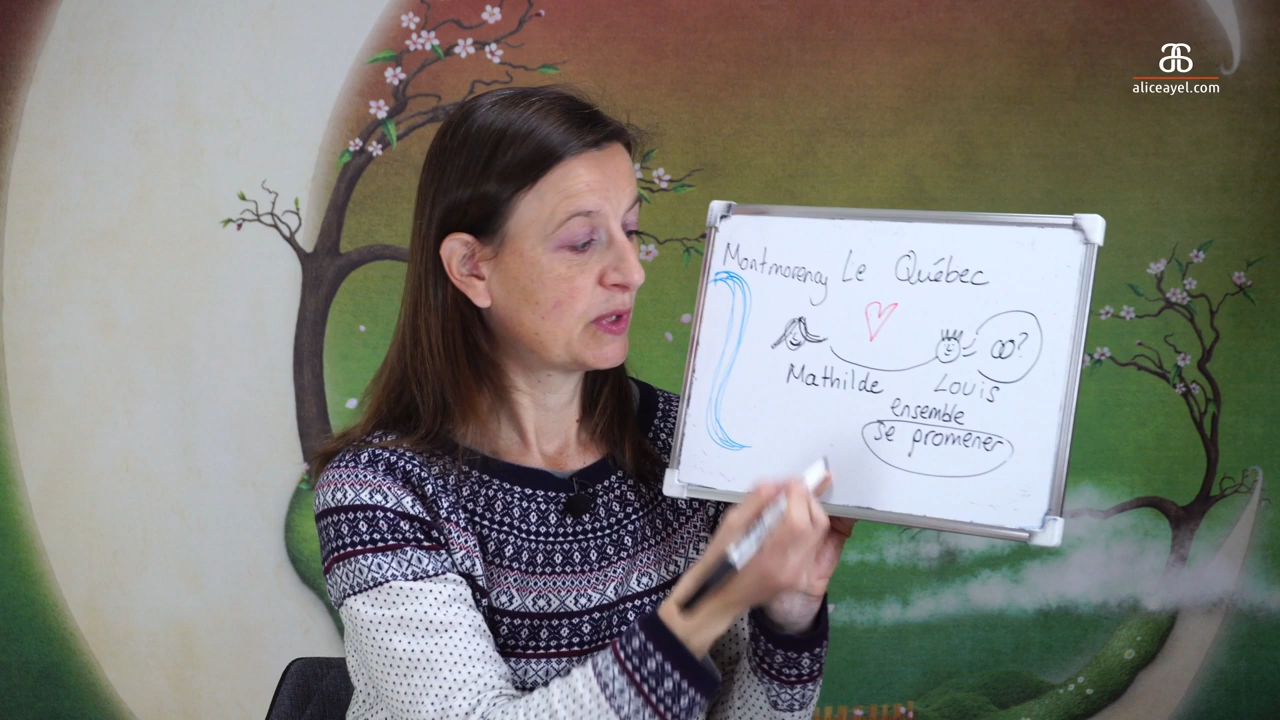 aliceayel.com
Montmorency Le Québec
?
Mathilde Louis
ensemble
se promener